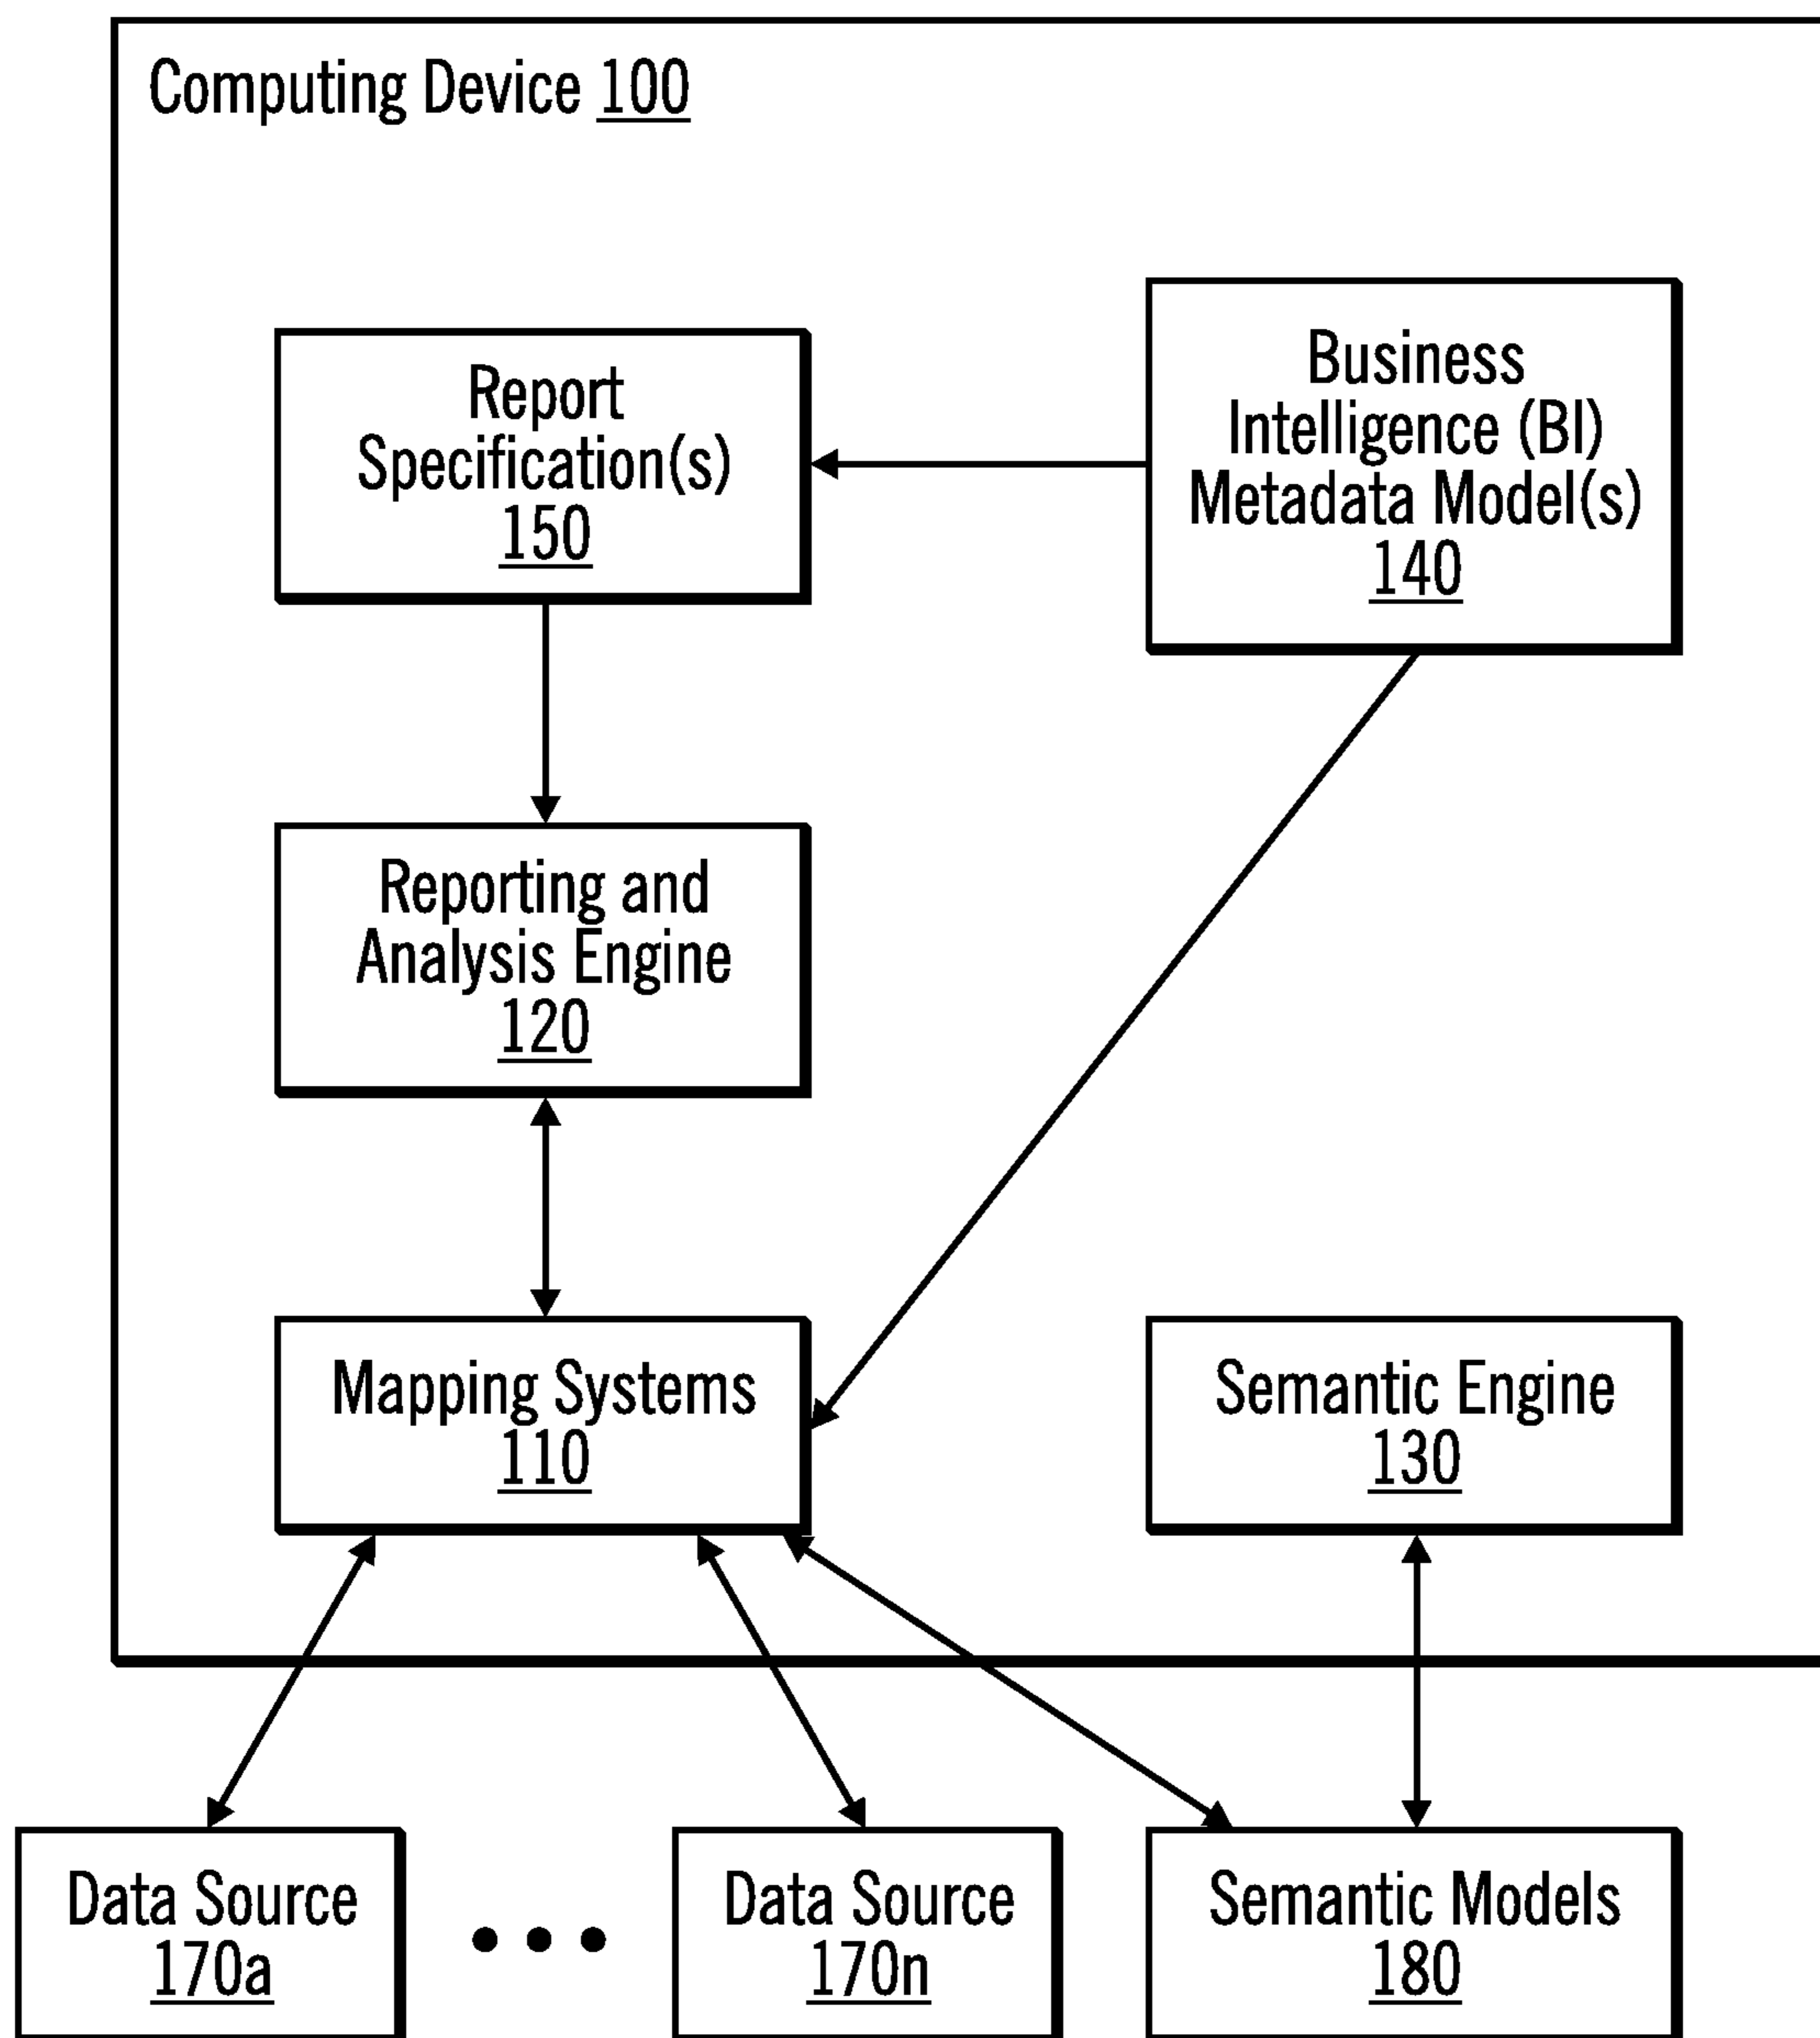 Computing Device 100
Report
Specification(s)
150
Business
Intelligence (BI)
Metadata Model(s)
140
Reporting and
Analysis Engine
120
Mapping Systems
110
Semantic Engine
130
Data Source
170a
Data Source
170n
Semantic Models
180